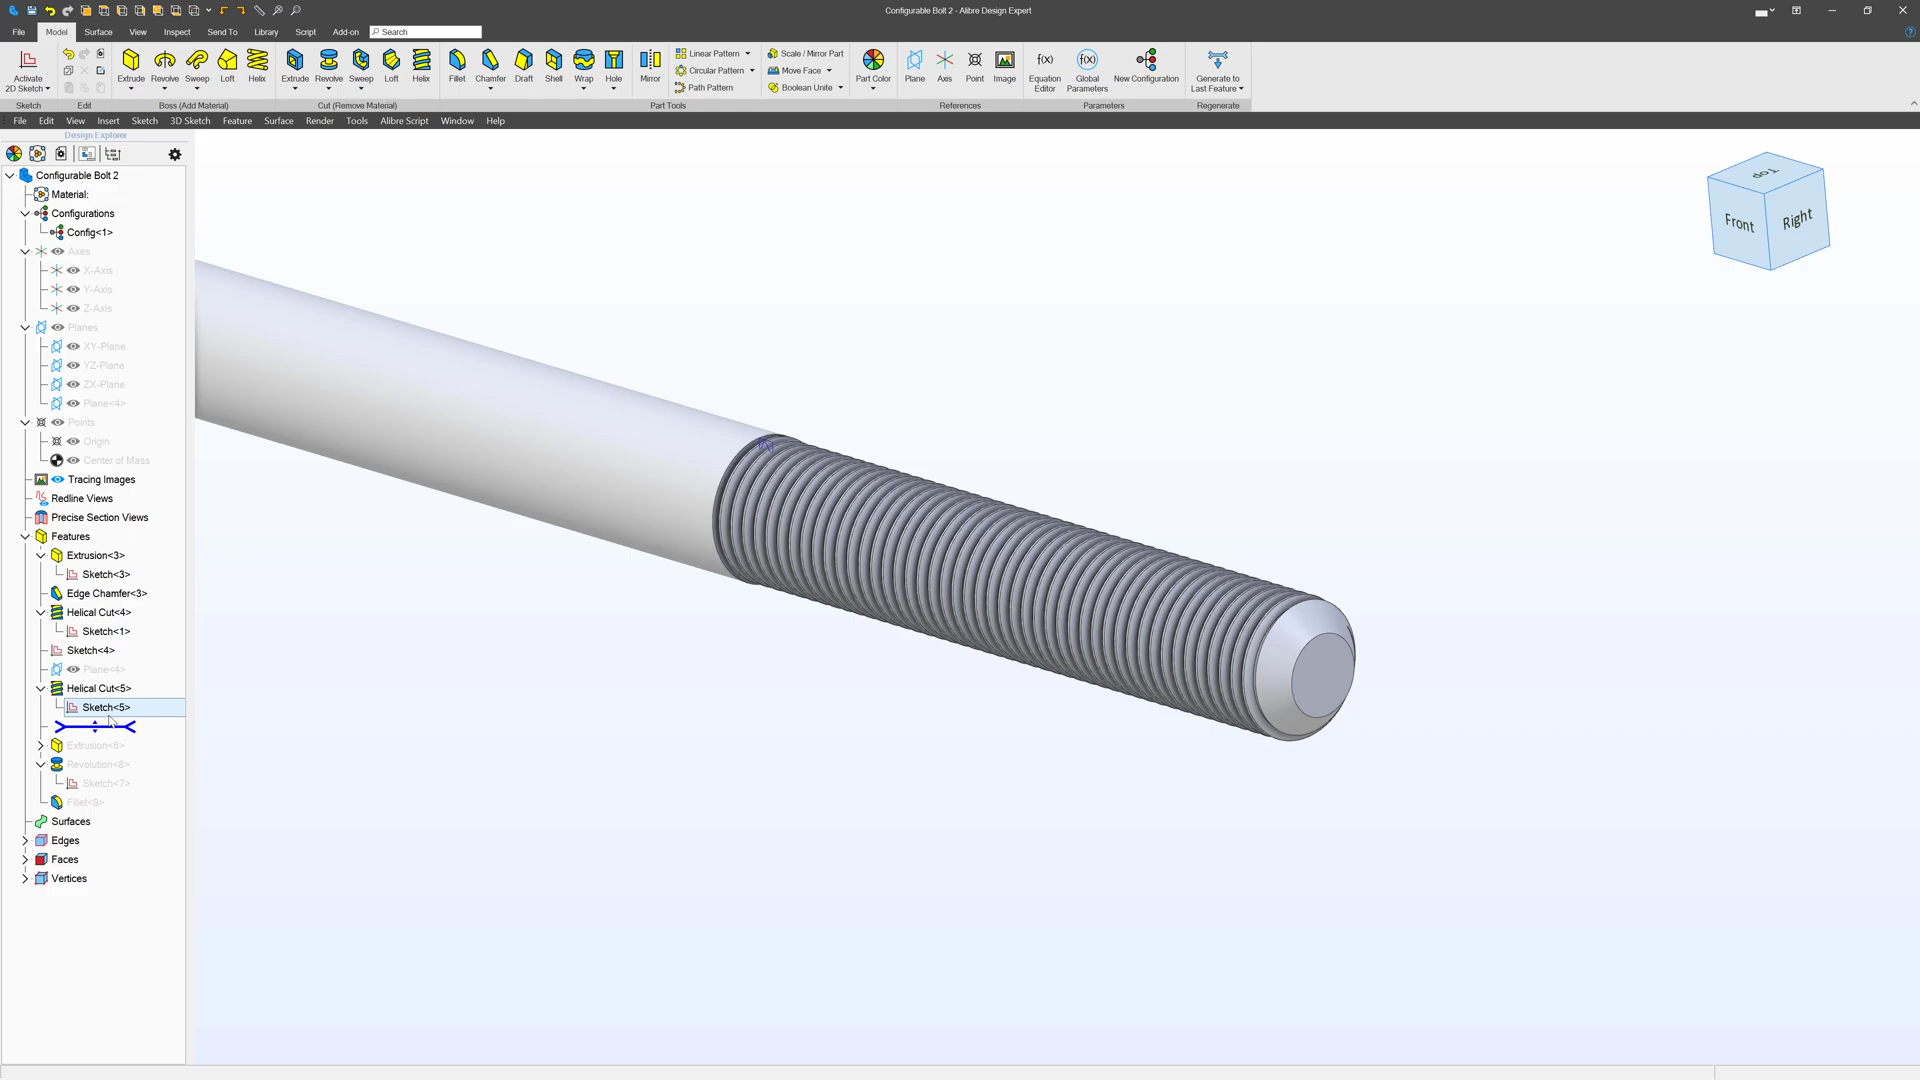 Configurable Bolt 2 - Alibre Design Expert
File Model Surface Sketch View Inspect Send To Library Script Add-on Search
Activate
2D Sketch
Extrude Revolve Sweep Loft Helix
Extrude Revolve Sweep Loft Helix
Fillet Chamfer Draft Shell Wrap Hole Mirror
Linear Pattern
Circular Pattern
Path Pattern
Scale / Mirror Part
Move Face
Boolean Unite
Part Color
Plane Axis Point Image
Equation
Editor
Global
Parameters
New Configuration
Generate to
Last Feature
Sketch Edit Boss (Add Material) Cut (Remove Material) Part Tools References Parameters Regenerate
File Edit View Insert Sketch 3D Sketch Feature Surface Render Tools Alibre Script Window Help
Design Explorer
Configurable Bolt 2
Material:
Configurations
Config<1>
Axes
X-Axis
Y-Axis
Z-Axis
Planes
XY-Plane
YZ-Plane
ZX-Plane
Plane<4>
Points
Origin
Center of Mass
Tracing Images
Redline Views
Precise Section Views
Features
Extrusion<3>
Sketch<3>
Edge Chamfer<3>
Helical Cut<4>
Sketch<1>
Sketch<4>
Plane<4>
Helical Cut<5>
Sketch<5>
Extrusion<6>
Revolution<8>
Sketch<7>
Fillet<9>
Surfaces
Edges
Faces
Vertices
Top
Front
Right